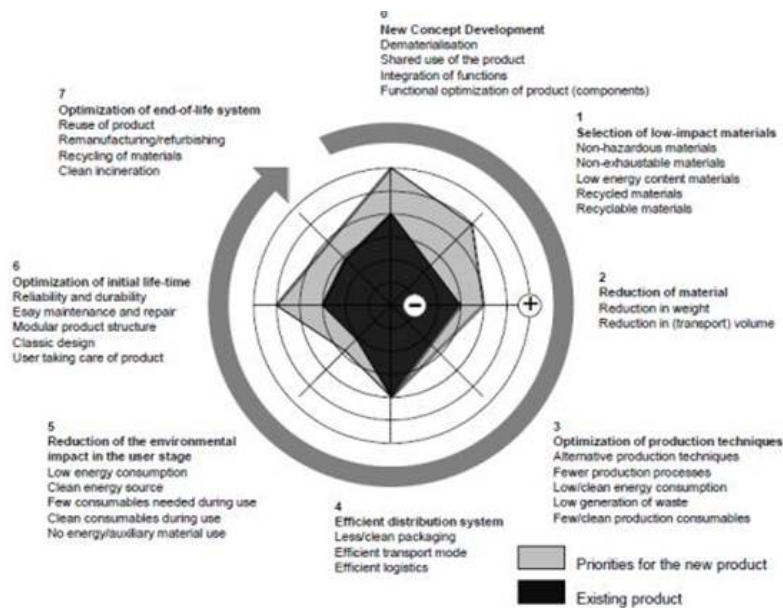 New Concept Development
Dematerialisation
Shared use of the product
Integration of functions
Functional optimization of product (components)
1
Selection of low-impact materials
Non-hazardous materials
Non-exhaustable materials
Low energy content materials
Recycled materials
Recyclable materials
2
Reduction of material
Reduction in weight
Reduction in (transport) volume
3
Optimization of production techniques
Alternative production techniques
Fewer production processes
Low/clean energy consumption
Low generation of waste
Few/clean production consumables
4
Efficient distribution system
Less/clean packaging
Efficient transport mode
Efficient logistics
5
Reduction of the environmental
impact in the user stage
Low energy consumption
Clean energy source
Few consumables needed during use
Clean consumables during use
No energy/auxiliary material use
6
Optimization of initial life-time
Reliability and durability
Esay maintenance and repair
Modular product structure
Classic design
User taking care of product
7
Optimization of end-of-life system
Reuse of product
Remanufacturing/refurbishing
Recycling of materials
Clean incineration
-
+
Priorities for the new product
Existing product